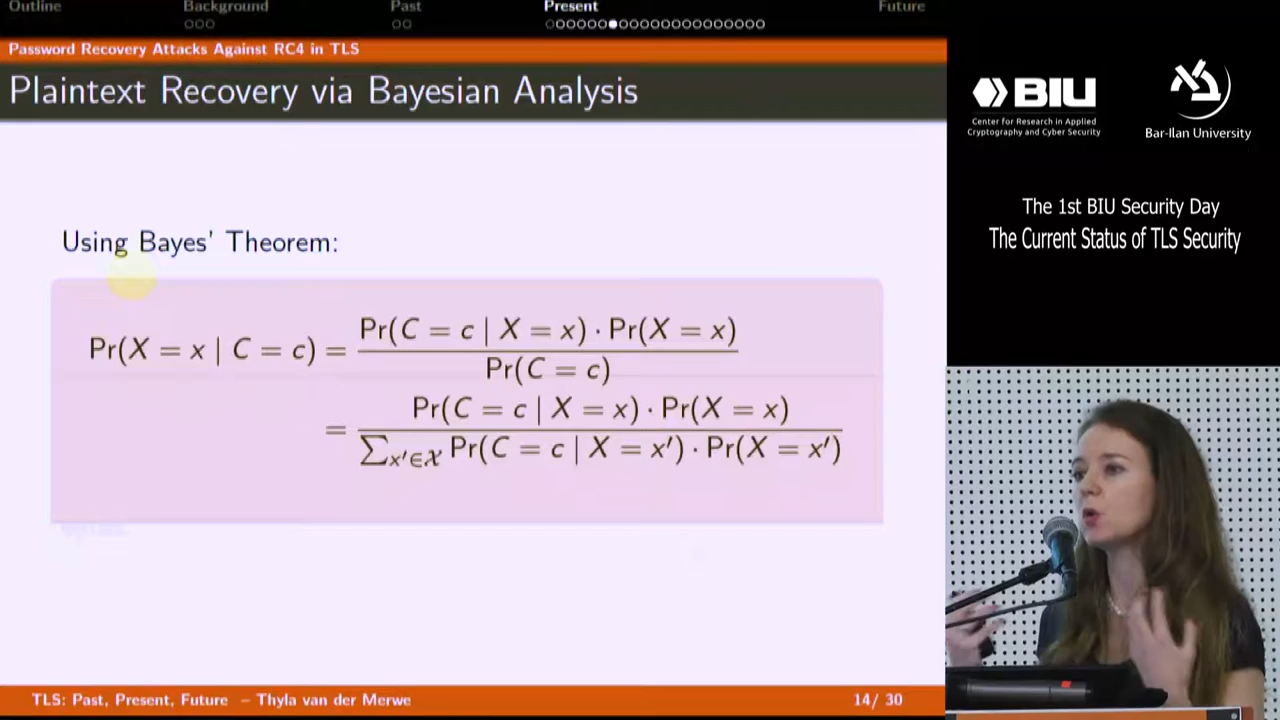 Outline Background Past Present Future
Password Recovery Attacks Against RC4 in TLS
Plaintext Recovery via Bayesian Analysis
Using Bayes' Theorem:
Pr(X = x | C = c) = Pr(C = c | X = x) · Pr(X = x) / Pr(C = c)
= Pr(C = c | X = x) · Pr(X = x) / ∑x′∈𝒳 Pr(C = c | X = x′) · Pr(X = x′)
TLS: Past, Present, Future – Thyla van der Merwe 14/ 30
BIU
Center for Research in Applied
Cryptography and Cyber Security
Bar-Ilan University
The 1st BIU Security Day
The Current Status of TLS Security